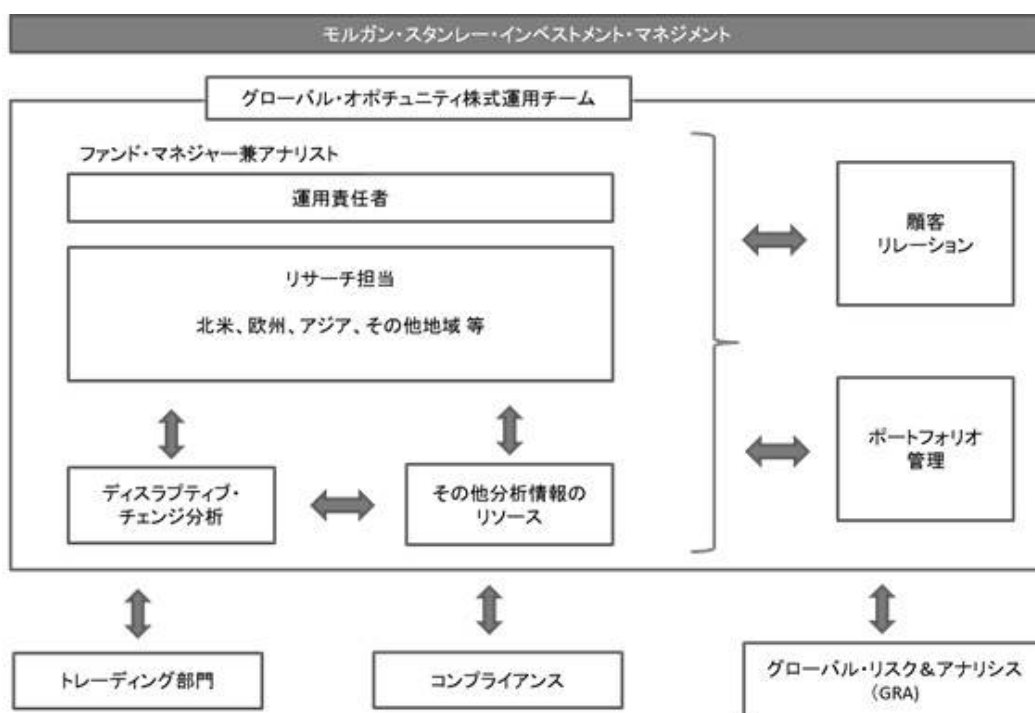 モルガン・スタンレー・インベストメント・マネジメント
グローバル・オポチュニティ株式運用チーム
ファンド・マネジャー兼アナリスト
運用責任者
リサーチ担当
北米、欧州、アジア、その他地域 等
顧客
リレーション
ディスラプティブ・
チェンジ分析
その他分析情報の
リソース
ポートフォリオ
管理
トレーディング部門
コンプライアンス
グローバル・リスク&アナリシス
(GRA)